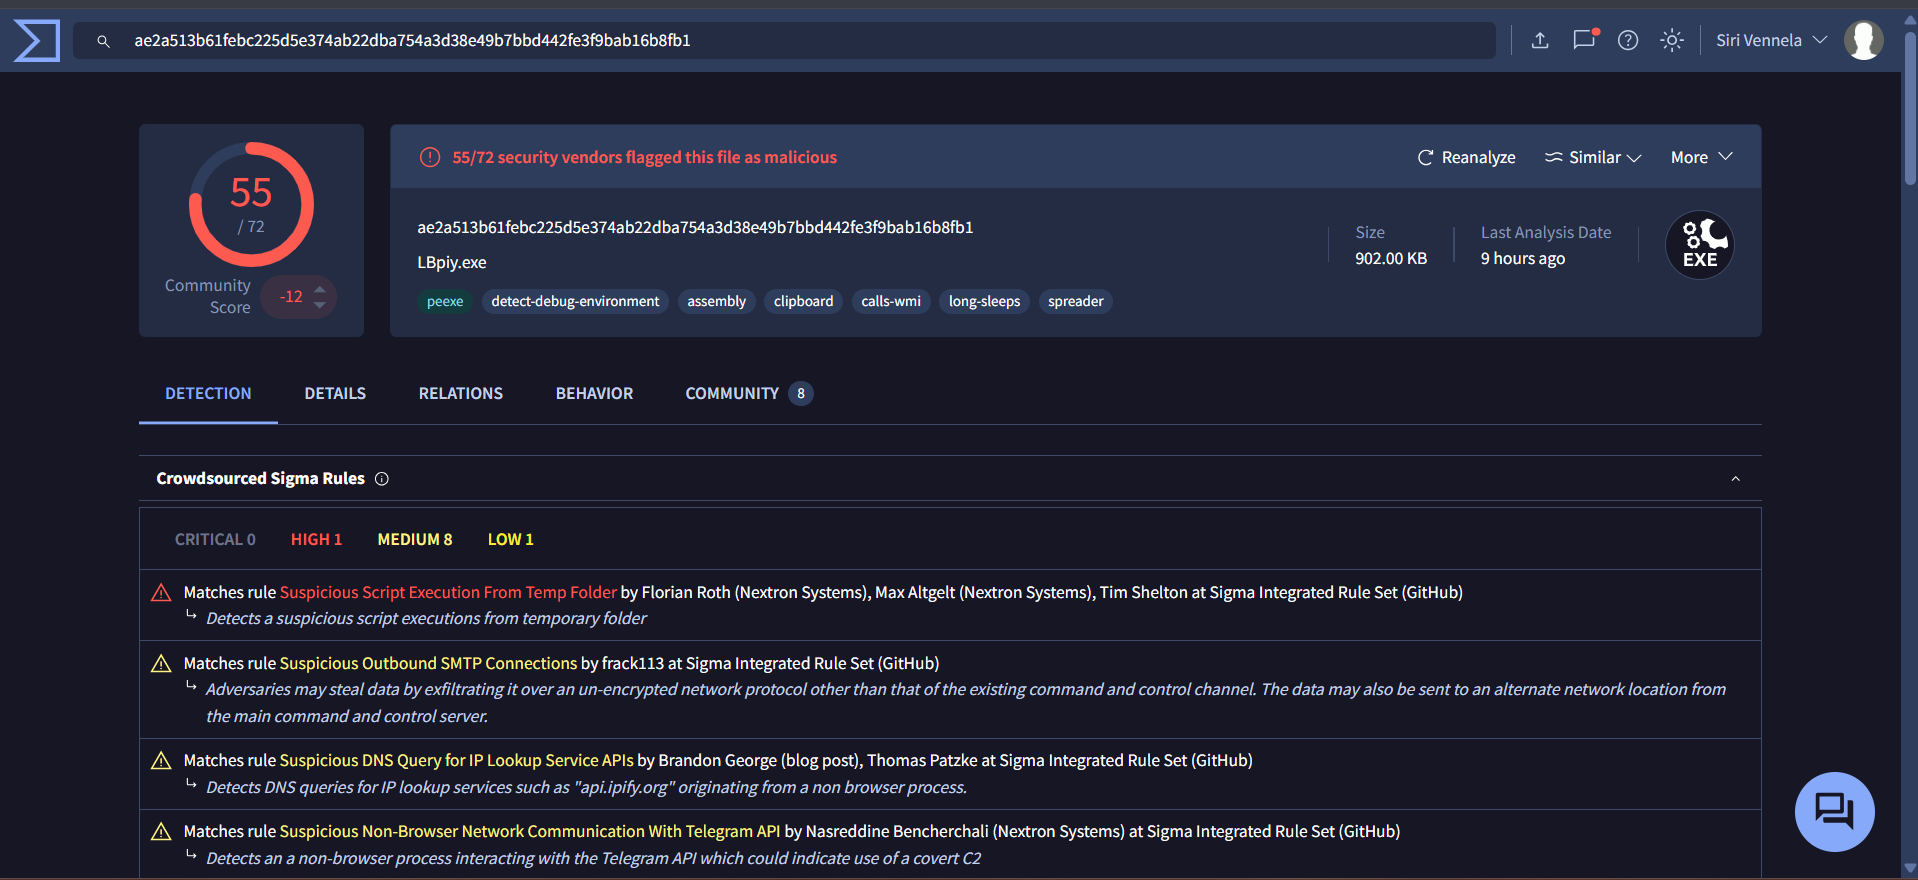 ae2a513b61febc225d5e374ab22dba754a3d38e49b7bbd442fe3f9bab16b8fb1
Siri Vennela
55
/ 72
Community Score
-12
55/72 security vendors flagged this file as malicious
Reanalyze
Similar
More
ae2a513b61febc225d5e374ab22dba754a3d38e49b7bbd442fe3f9bab16b8fb1
LBpiy.exe
peexe detect-debug-environment assembly clipboard calls-wmi long-sleeps spreader
Size
902.00 KB
Last Analysis Date
9 hours ago
EXE
DETECTION DETAILS RELATIONS BEHAVIOR COMMUNITY 8
Crowdsourced Sigma Rules
CRITICAL 0 HIGH 1 MEDIUM 8 LOW 1
Matches rule Suspicious Script Execution From Temp Folder by Florian Roth (Nextron Systems), Max Altgelt (Nextron Systems), Tim Shelton at Sigma Integrated Rule Set (GitHub)
Detects a suspicious script executions from temporary folder
Matches rule Suspicious Outbound SMTP Connections by frack113 at Sigma Integrated Rule Set (GitHub)
Adversaries may steal data by exfiltrating it over an un-encrypted network protocol other than that of the existing command and control channel. The data may also be sent to an alternate network location from
the main command and control server.
Matches rule Suspicious DNS Query for IP Lookup Service APIs by Brandon George (blog post), Thomas Patzke at Sigma Integrated Rule Set (GitHub)
Detects DNS queries for IP lookup services such as "api.ipify.org" originating from a non browser process.
Matches rule Suspicious Non-Browser Network Communication With Telegram API by Nasreddine Bencherchali (Nextron Systems) at Sigma Integrated Rule Set (GitHub)
Detects an a non-browser process interacting with the Telegram API which could indicate use of a covert C2